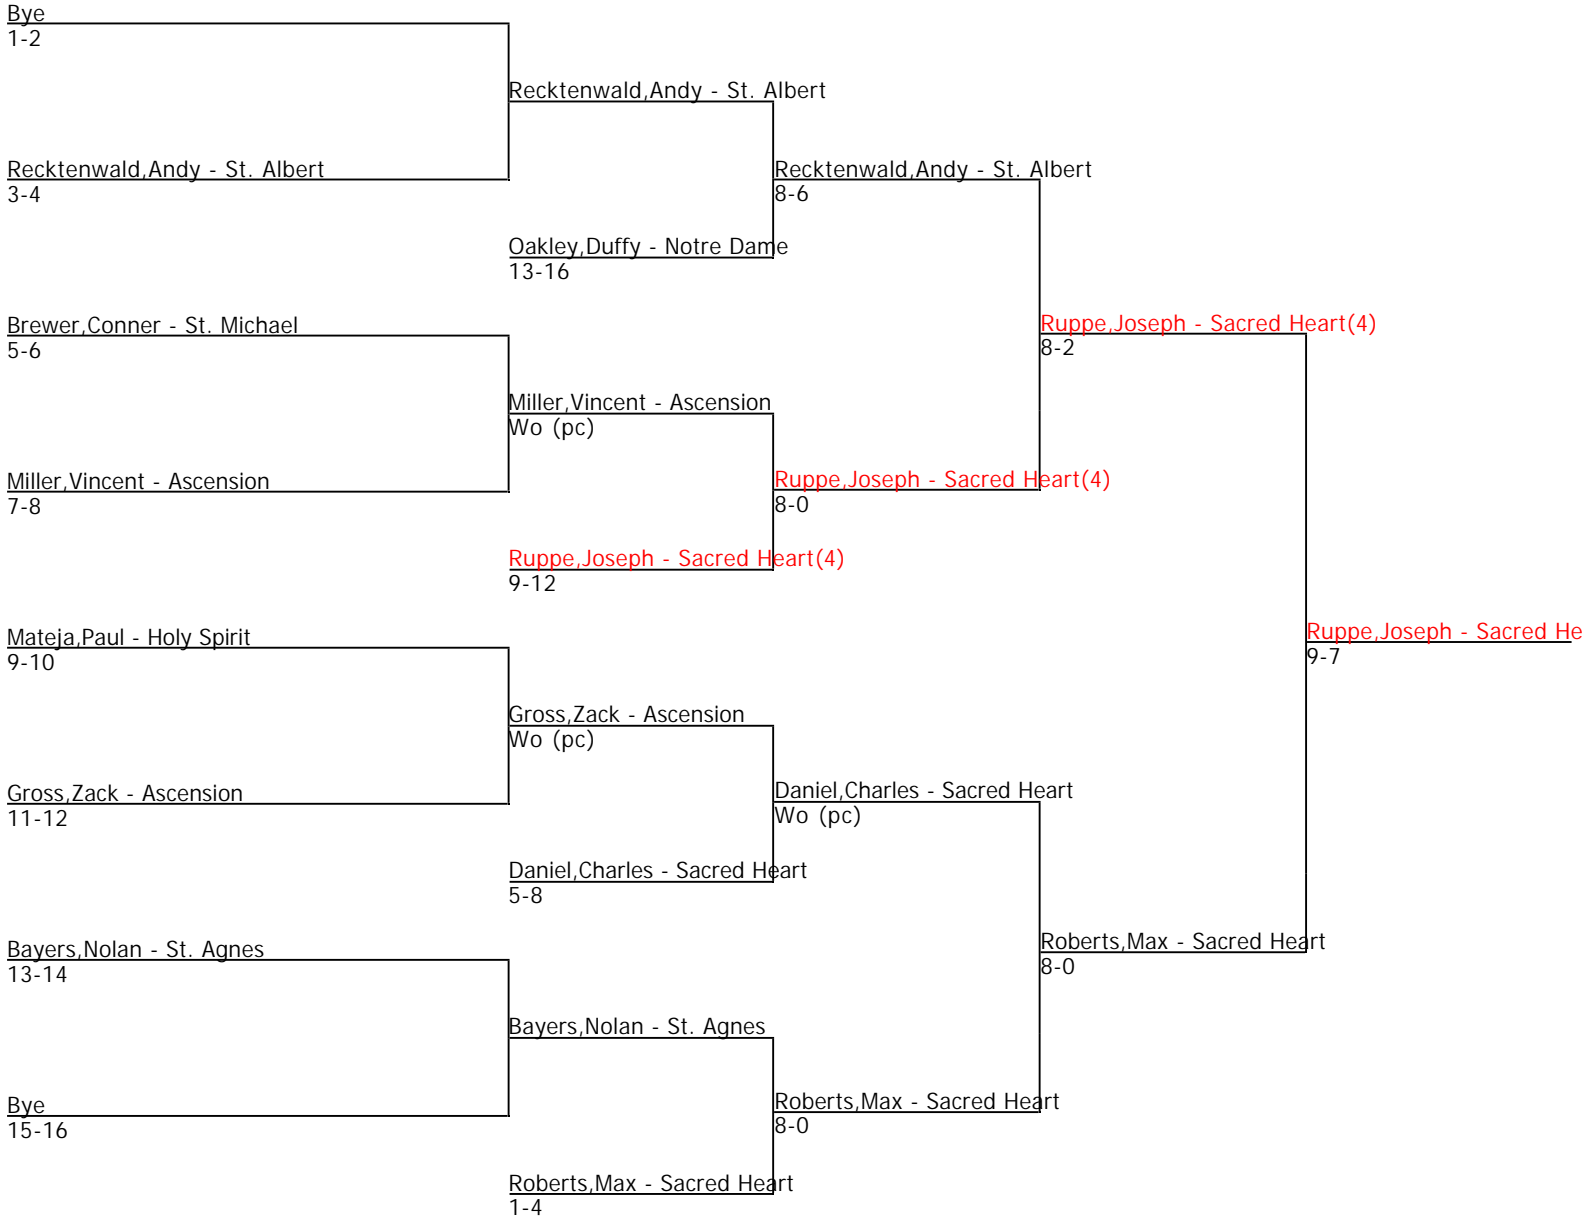 Bye
1-2
Recktenwald,Andy - St. Albert
Recktenwald,Andy - St. Albert
3-4
Recktenwald,Andy - St. Albert
8-6
Oakley,Duffy - Notre Dame
13-16
Brewer,Conner - St. Michael
5-6
Ruppe,Joseph - Sacred Heart(4)
8-2
Miller,Vincent - Ascension
Wo (pc)
Miller,Vincent - Ascension
7-8
Ruppe,Joseph - Sacred Heart(4)
8-0
Ruppe,Joseph - Sacred Heart(4)
9-12
Mateja,Paul - Holy Spirit
9-10
Ruppe,Joseph - Sacred He
9-7
Gross,Zack - Ascension
Wo (pc)
Gross,Zack - Ascension
11-12
Daniel,Charles - Sacred Heart
Wo (pc)
Daniel,Charles - Sacred Heart
5-8
Bayers,Nolan - St. Agnes
13-14
Roberts,Max - Sacred Heart
8-0
Bayers,Nolan - St. Agnes
Bye
15-16
Roberts,Max - Sacred Heart
8-0
Roberts,Max - Sacred Heart
1-4